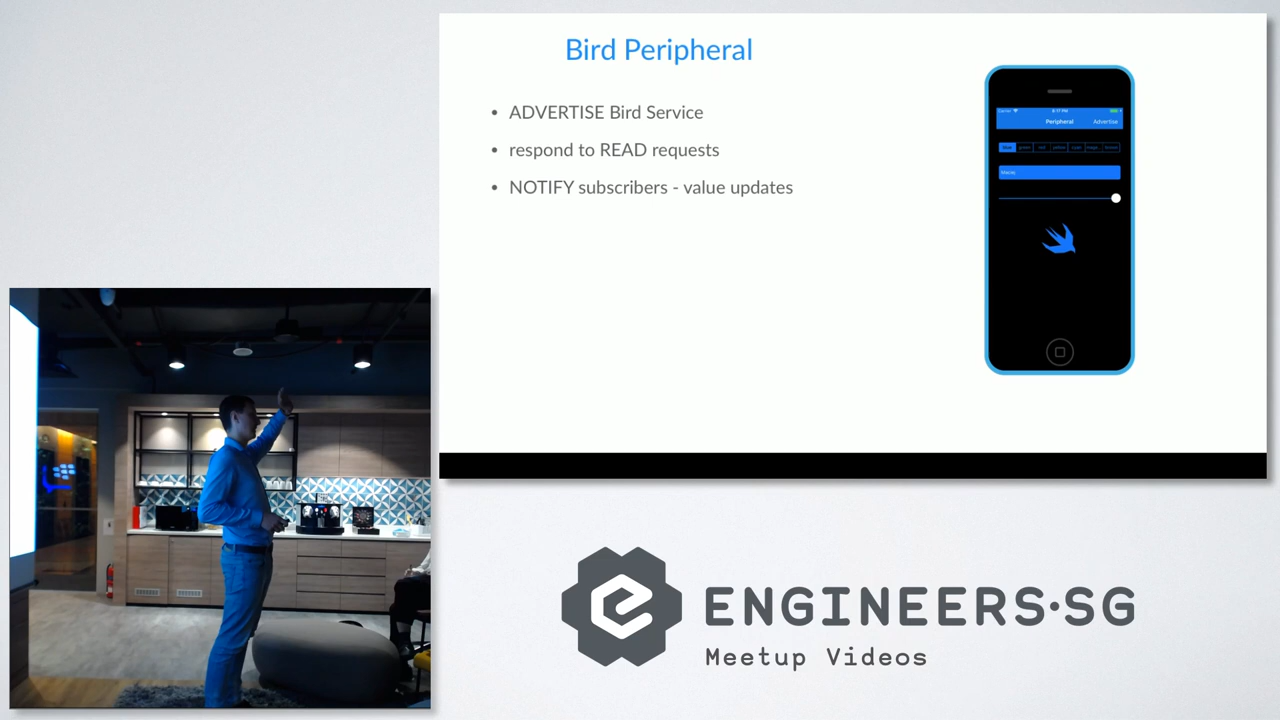 Bird Peripheral
• ADVERTISE Bird Service
• respond to READ requests
• NOTIFY subscribers - value updates
Peripheral
Advertise
ENGINEERS·SG
Meetup Videos